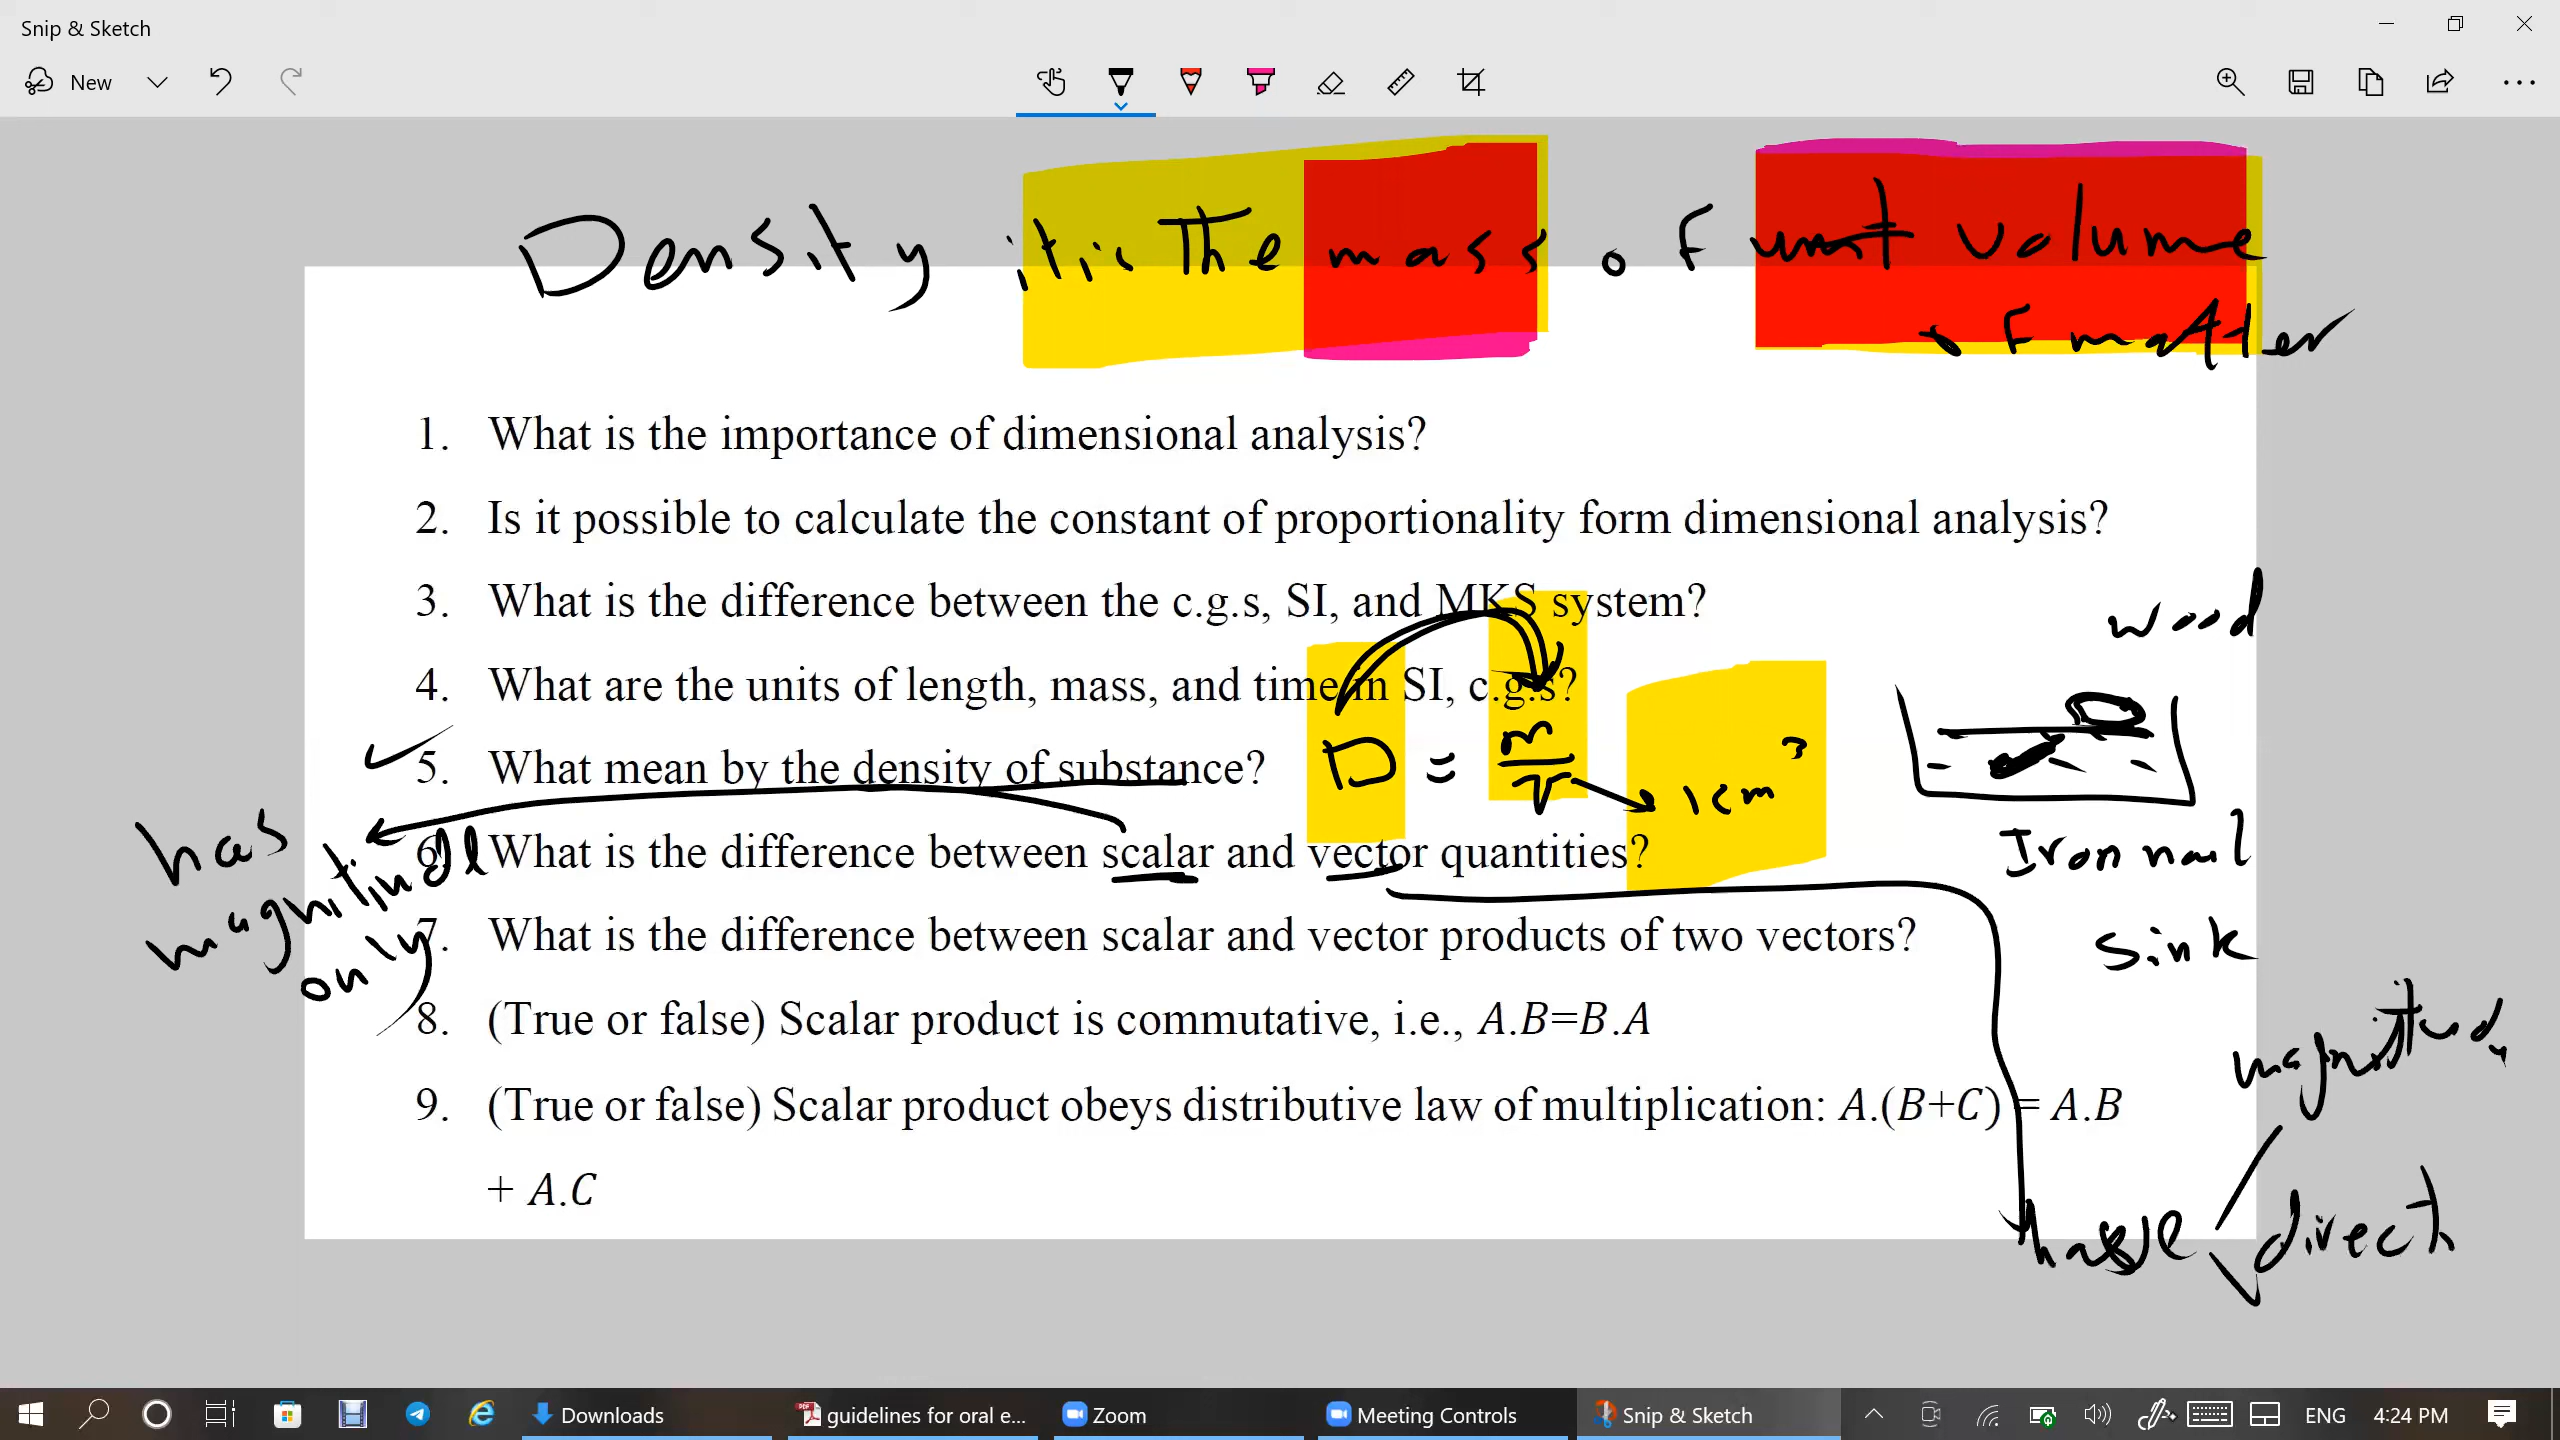 Snip & Sketch
New
Density it is The mass of unit volume
of matter
1. What is the importance of dimensional analysis?
2. Is it possible to calculate the constant of proportionality form dimensional analysis?
3. What is the difference between the c.g.s, SI, and MKS system?
wood
4. What are the units of length, mass, and time in SI, c.g.s?
5. What mean by the density of substance?
D = m/v
1cm³
has
magnitude
only
6. What is the difference between scalar and vector quantities?
Iron nail
sink
7. What is the difference between scalar and vector products of two vectors?
8. (True or false) Scalar product is commutative, i.e., A.B=B.A
9. (True or false) Scalar product obeys distributive law of multiplication: A.(B+C) = A.B
+ A.C
direct
Downloads
guidelines for oral e...
Zoom
Meeting Controls
Snip & Sketch
ENG
4:24 PM